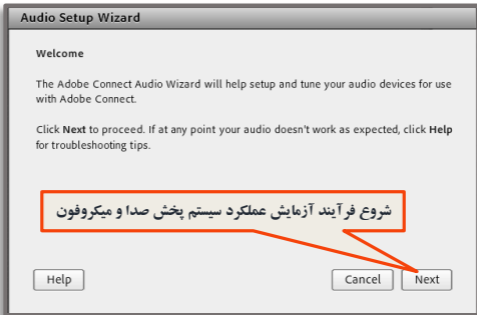 Audio Setup Wizard
Welcome
The Adobe Connect Audio Wizard will help setup and tune your audio devices for use
with Adobe Connect.
Click Next to proceed. If at any point your audio doesn't work as expected, click Help
for troubleshooting tips.
شروع فرآیند آزمایش عملکرد سیستم پخش صدا و میکروفون
Help
Cancel
Next